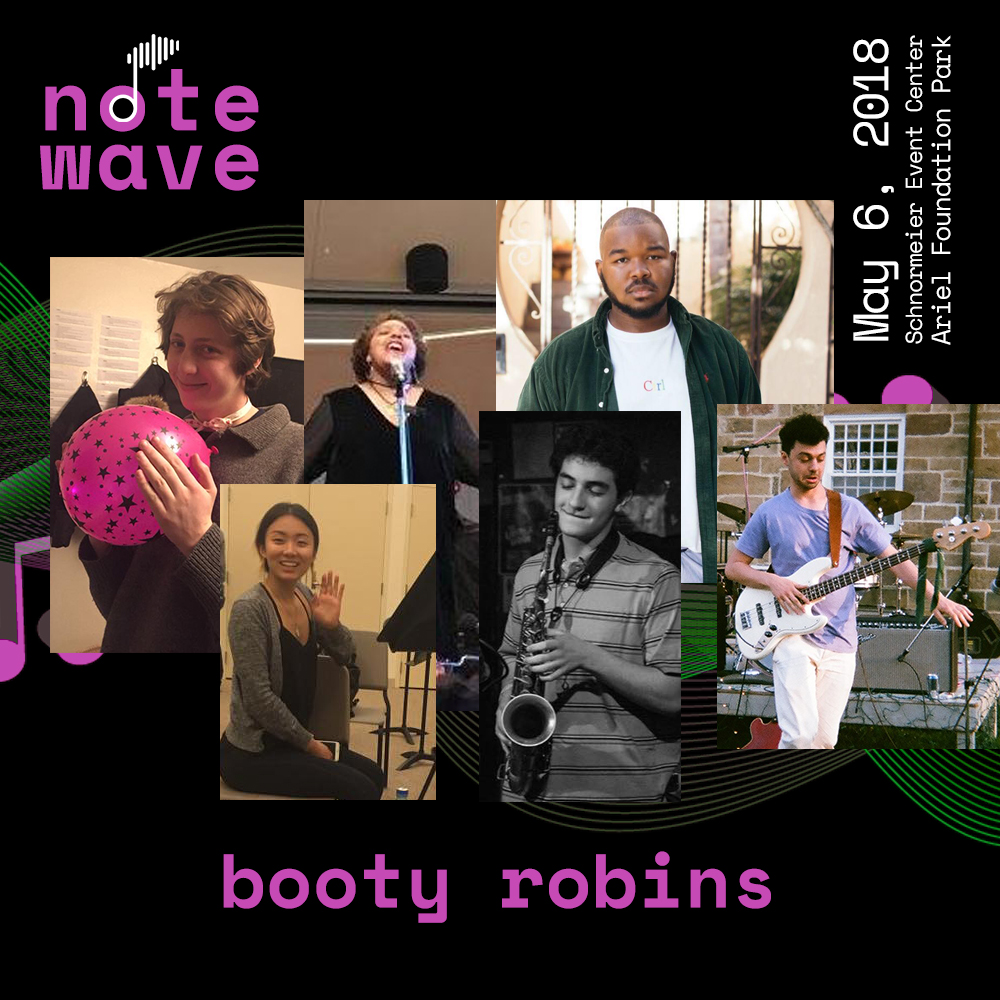 note
wave
May 6, 2018
Schnormeier Event Center
Ariel Foundation Park
booty robins